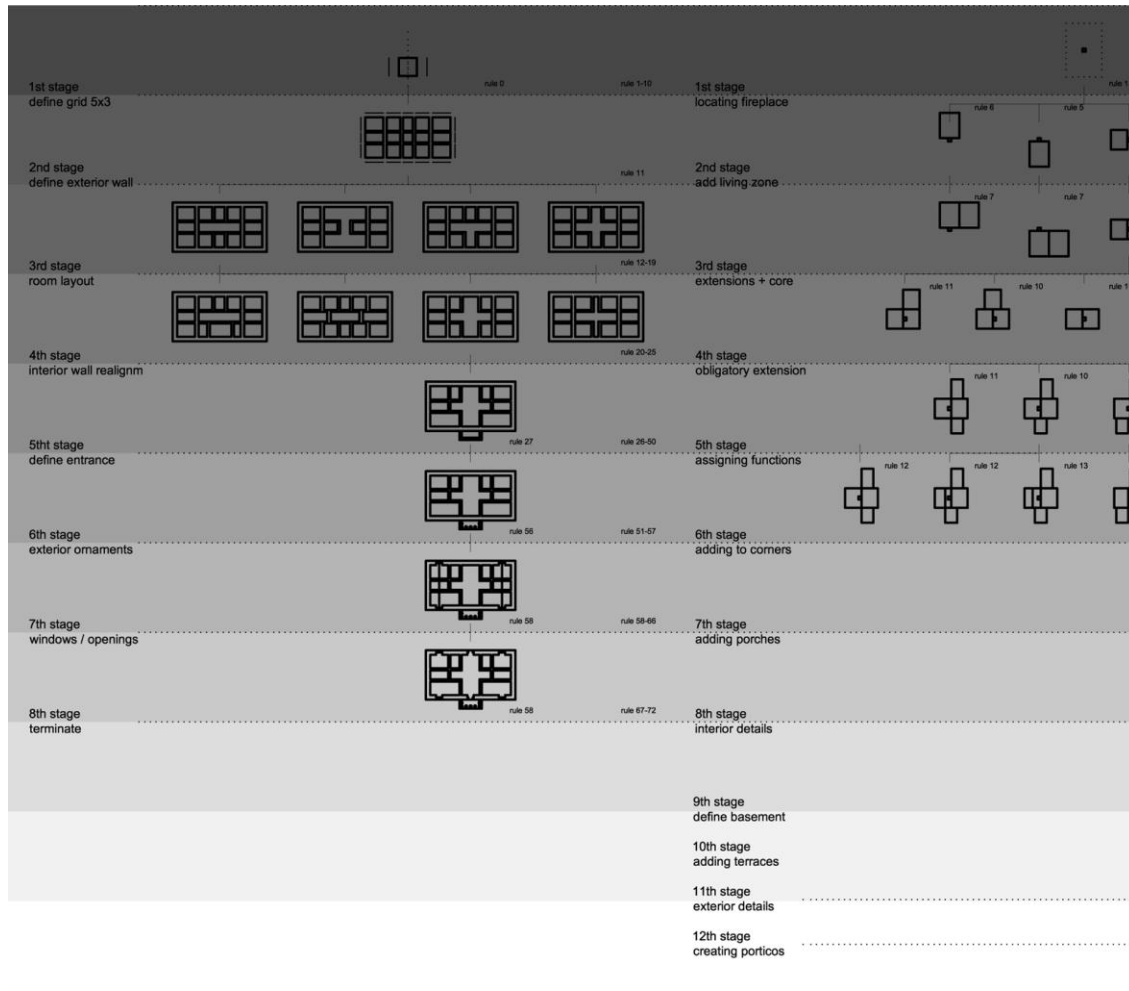 1st stage
define grid 5x3
rule 0
rule 1-10
2nd stage
define exterior wall
rule 11
3rd stage
room layout
rule 12-19
4th stage
interior wall realignm
rule 20-25
5tht stage
define entrance
rule 27
rule 26-50
6th stage
exterior ornaments
rule 56
rule 51-57
7th stage
windows / openings
rule 58
rule 58-66
8th stage
terminate
rule 58
rule 67-72
1st stage
locating fireplace
rule 1
rule 6
rule 5
2nd stage
add living zone
rule 7
rule 7
3rd stage
extensions + core
rule 11
rule 10
rule 1
4th stage
obligatory extension
rule 11
rule 10
5th stage
assigning functions
rule 12
rule 12
rule 13
6th stage
adding to corners
7th stage
adding porches
8th stage
interior details
9th stage
define basement
10th stage
adding terraces
11th stage
exterior details
12th stage
creating porticos